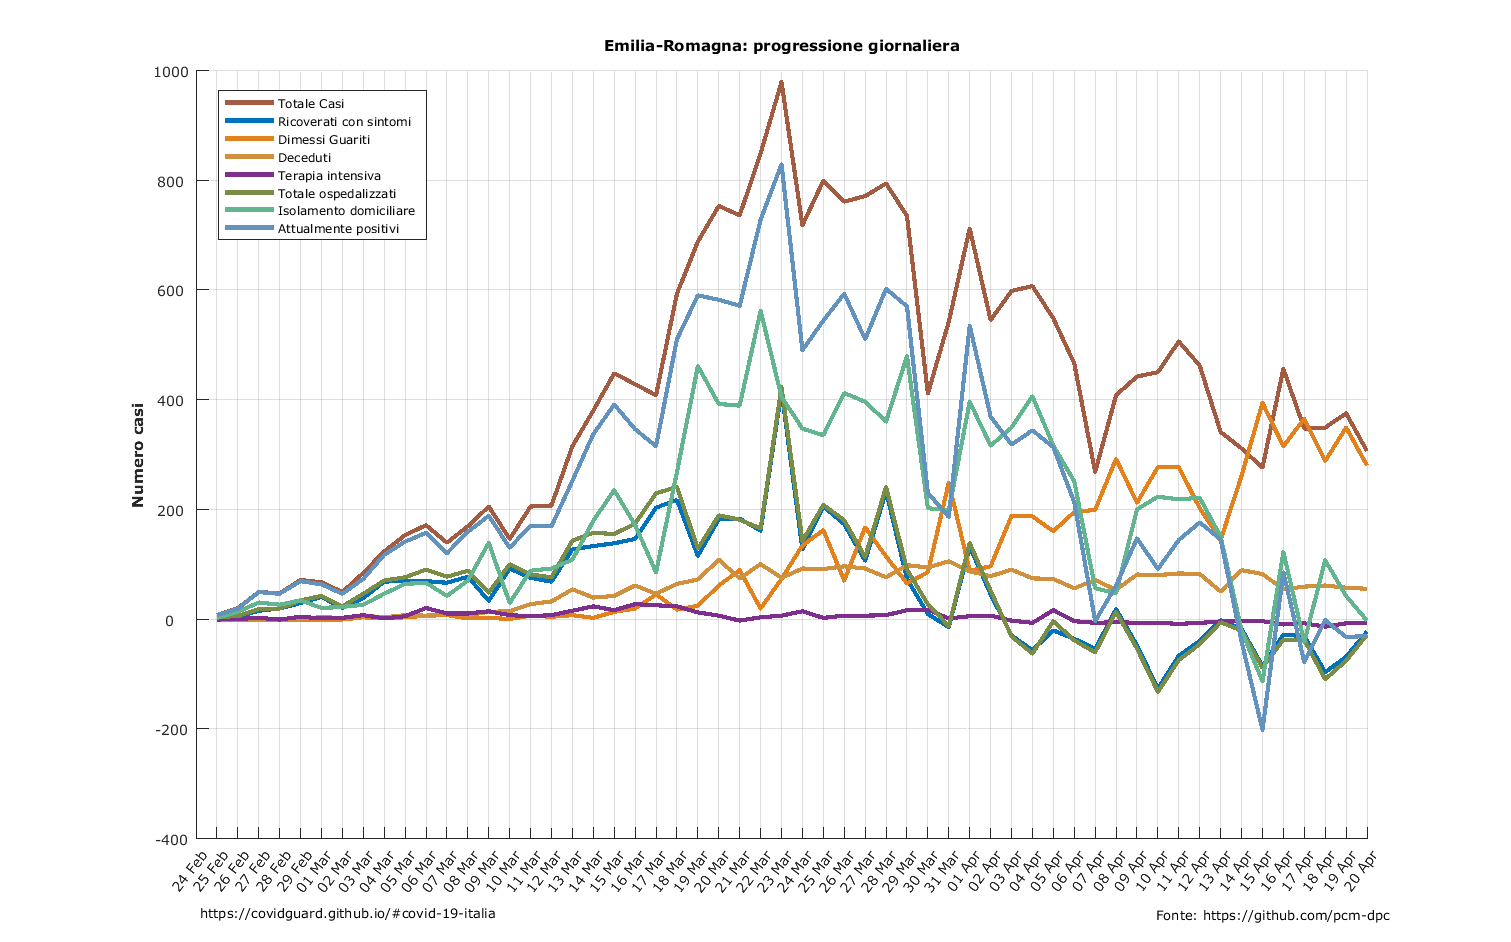 Emilia-Romagna: progressione giornaliera
1000
800
600
400
200
0
-200
-400
Numero casi
Totale Casi
Ricoverati con sintomi
Dimessi Guariti
Deceduti
Terapia intensiva
Totale ospedalizzati
Isolamento domiciliare
Attualmente positivi
24 Feb
25 Feb
26 Feb
27 Feb
28 Feb
29 Feb
01 Mar
02 Mar
03 Mar
04 Mar
05 Mar
06 Mar
07 Mar
08 Mar
09 Mar
10 Mar
11 Mar
12 Mar
13 Mar
14 Mar
15 Mar
16 Mar
17 Mar
18 Mar
19 Mar
20 Mar
21 Mar
22 Mar
23 Mar
24 Mar
25 Mar
26 Mar
27 Mar
28 Mar
29 Mar
30 Mar
31 Mar
01 Apr
02 Apr
03 Apr
04 Apr
05 Apr
06 Apr
07 Apr
08 Apr
09 Apr
10 Apr
11 Apr
12 Apr
13 Apr
14 Apr
15 Apr
16 Apr
17 Apr
18 Apr
19 Apr
20 Apr
https://covidguard.github.io/#covid-19-italia
Fonte: https://github.com/pcm-dpc